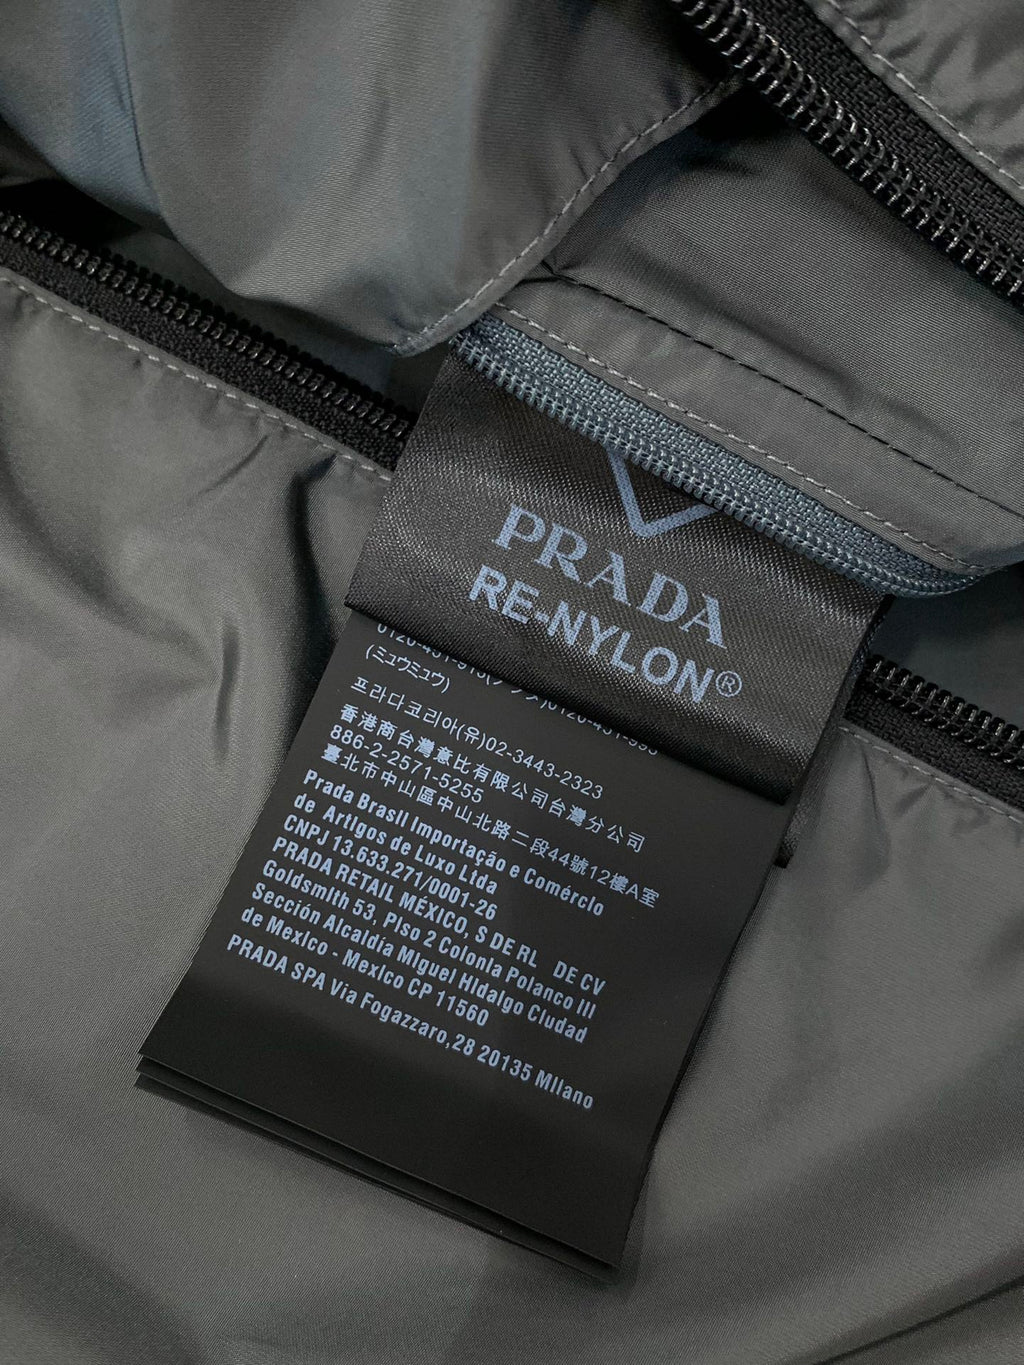 PRADA
RE-NYLON®
(ミュウミュウ)
프라다코리아(유)02-3443-2323
香港商台灣意比有限公司台灣分公司
886-2-2571-5255
臺北市中山區中山北路二段44號12樓A室
Prada Brasil Importação e Comércio
de Artigos de Luxo Ltda
CNPJ 13.633.271/0001-26
PRADA RETAIL MÉXICO, S DE RL DE CV
Goldsmith 53, Piso 2 Colonia Polanco III
Sección Alcaldía Miguel Hidalgo Ciudad
de Mexico - Mexico CP 11560
PRADA SPA Via Fogazzaro,28 20135 Milano